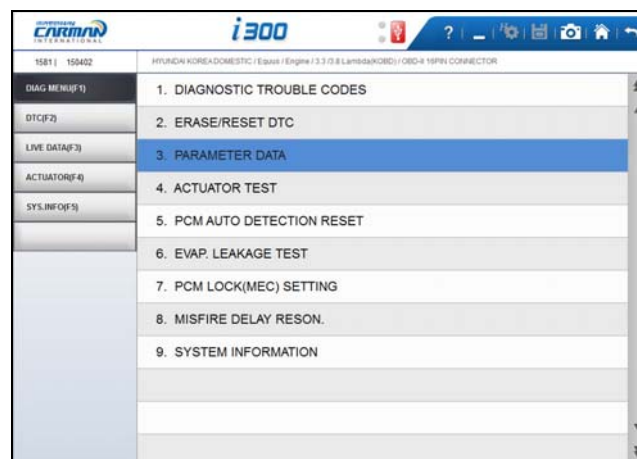 CARMAN
INTERNATIONAL
i300
?
1581 | 150402
HYUNDAI KOREA DOMESTIC / Equus / Engine / 3.3 /3.8 Lambda(KOBD) / OBD-II 16PIN CONNECTOR
DIAG MENU(F1)
DTC(F2)
LIVE DATA(F3)
ACTUATOR(F4)
SYS.INFO(F5)
1. DIAGNOSTIC TROUBLE CODES
2. ERASE/RESET DTC
3. PARAMETER DATA
4. ACTUATOR TEST
5. PCM AUTO DETECTION RESET
6. EVAP. LEAKAGE TEST
7. PCM LOCK(MEC) SETTING
8. MISFIRE DELAY RESON.
9. SYSTEM INFORMATION